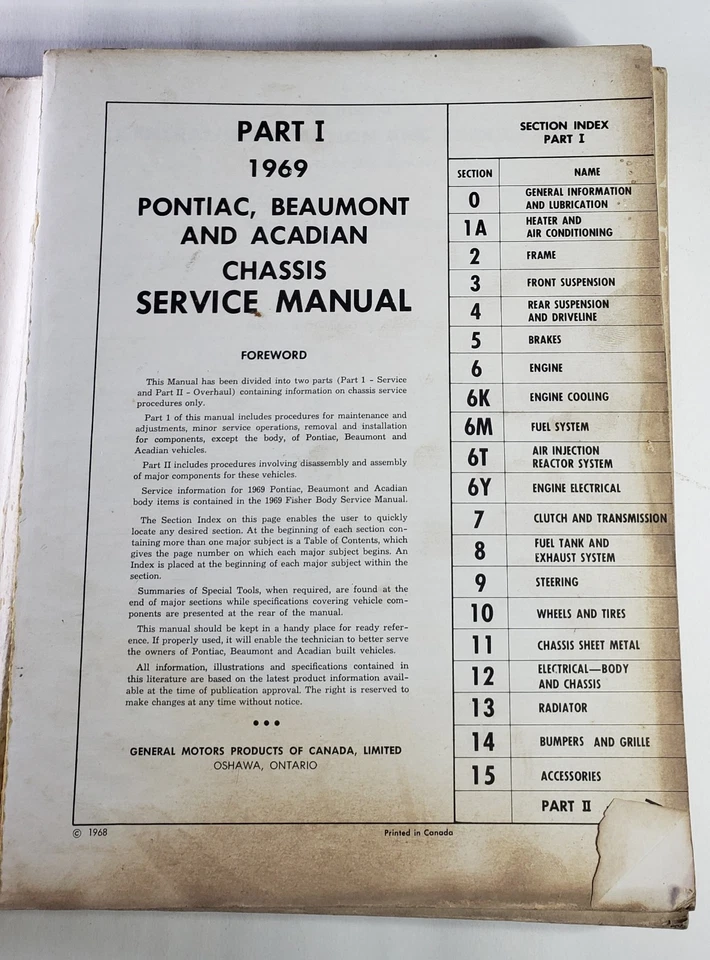 PART I
1969
PONTIAC, BEAUMONT
AND ACADIAN
CHASSIS
SERVICE MANUAL
FOREWORD
This Manual has been divided into two parts (Part 1 - Service
and Part II - Overhaul) containing information on chassis service
procedures only.
Part 1 of this manual includes procedures for maintenance and
adjustments, minor service operations, removal and installation
for components, except the body, of Pontiac, Beaumont and
Acadian vehicles.
Part II includes procedures involving disassembly and assembly
of major components for these vehicles.
Service information for 1969 Pontiac, Beaumont and Acadian
body items is contained in the 1969 Fisher Body Service Manual.
The Section Index on this page enables the user to quickly
locate any desired section. At the beginning of each section con-
taining more than one major subject is a Table of Contents, which
gives the page number on which each major subject begins. An
Index is placed at the beginning of each major subject within the
section.
Summaries of Special Tools, when required, are found at the
end of major sections while specifications covering vehicle com-
ponents are presented at the rear of the manual.
This manual should be kept in a handy place for ready refer-
ence. If properly used, it will enable the technician to better serve
the owners of Pontiac, Beaumont and Acadian built vehicles.
All information, illustrations and specifications contained in
this literature are based on the latest product information avail-
able at the time of publication approval. The right is reserved to
make changes at any time without notice.
•••
GENERAL MOTORS PRODUCTS OF CANADA, LIMITED
OSHAWA, ONTARIO
© 1968
Printed in Canada
SECTION INDEX
PART I
SECTION NAME
0 GENERAL INFORMATION
AND LUBRICATION
1A HEATER AND
AIR CONDITIONING
2 FRAME
3 FRONT SUSPENSION
4 REAR SUSPENSION
AND DRIVELINE
5 BRAKES
6 ENGINE
6K ENGINE COOLING
6M FUEL SYSTEM
6T AIR INJECTION
REACTOR SYSTEM
6Y ENGINE ELECTRICAL
7 CLUTCH AND TRANSMISSION
8 FUEL TANK AND
EXHAUST SYSTEM
9 STEERING
10 WHEELS AND TIRES
11 CHASSIS SHEET METAL
12 ELECTRICAL—BODY
AND CHASSIS
13 RADIATOR
14 BUMPERS AND GRILLE
15 ACCESSORIES
PART II